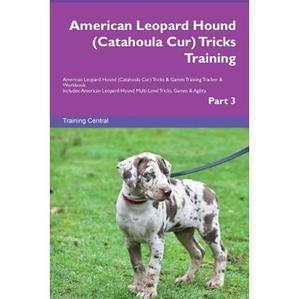 American Leopard Hound
(Catahoula Cur) Tricks
Training
American Leopard Hound (Catahoula Cur) Tricks & Games Training Tracker &
Workbook.
Includes: American Leopard Hound Multi-Level Tricks, Games & Agility
Part 3
Training Central